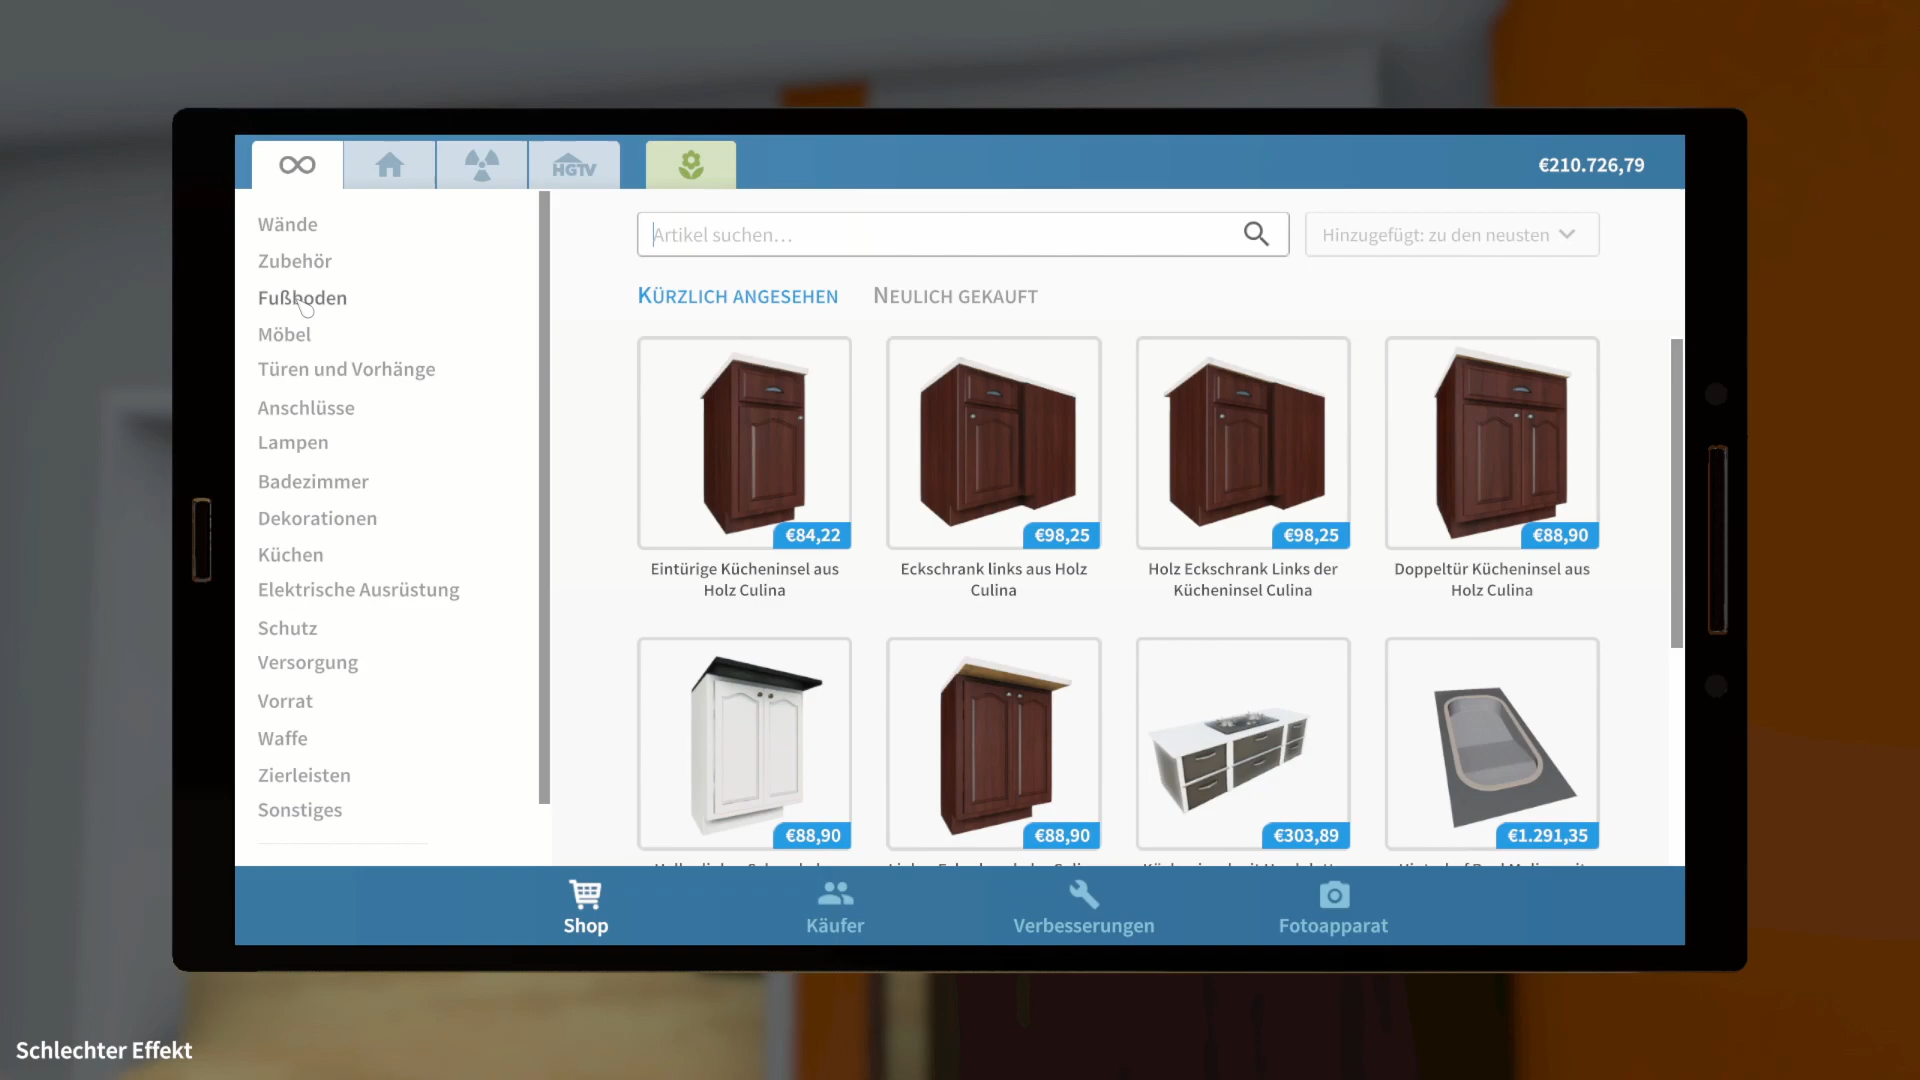 HGTV
€210.726,79
Wände
Zubehör
Fußboden
Möbel
Türen und Vorhänge
Anschlüsse
Lampen
Badezimmer
Dekorationen
Küchen
Elektrische Ausrüstung
Schutz
Versorgung
Vorrat
Waffe
Zierleisten
Sonstiges
Artikel suchen...
Hinzugefügt: zu den neusten
KÜRZLICH ANGESEHEN
NEULICH GEKAUFT
€84,22
Eintürige Kücheninsel aus
Holz Culina
€98,25
Eckschrank links aus Holz
Culina
€98,25
Holz Eckschrank Links der
Kücheninsel Culina
€88,90
Doppeltür Kücheninsel aus
Holz Culina
€88,90
€88,90
€303,89
€1.291,35
Shop
Käufer
Verbesserungen
Fotoapparat
Schlechter Effekt